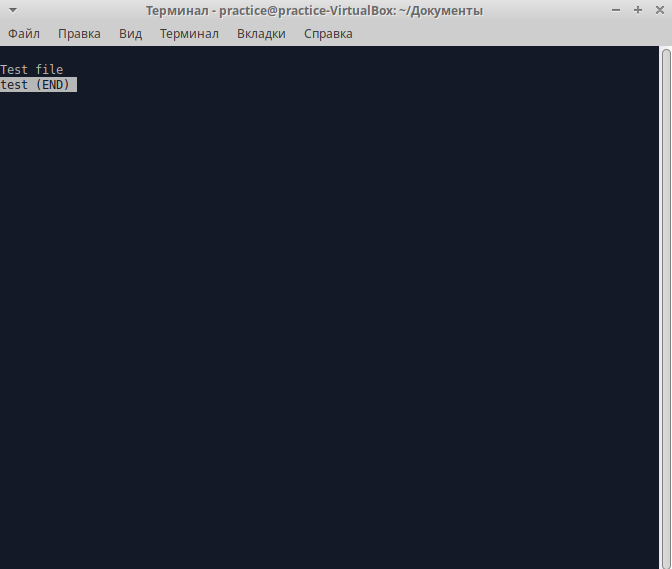 Терминал - practice@practice-VirtualBox: ~/Документы
Файл Правка Вид Терминал Вкладки Справка
Test file
test (END)